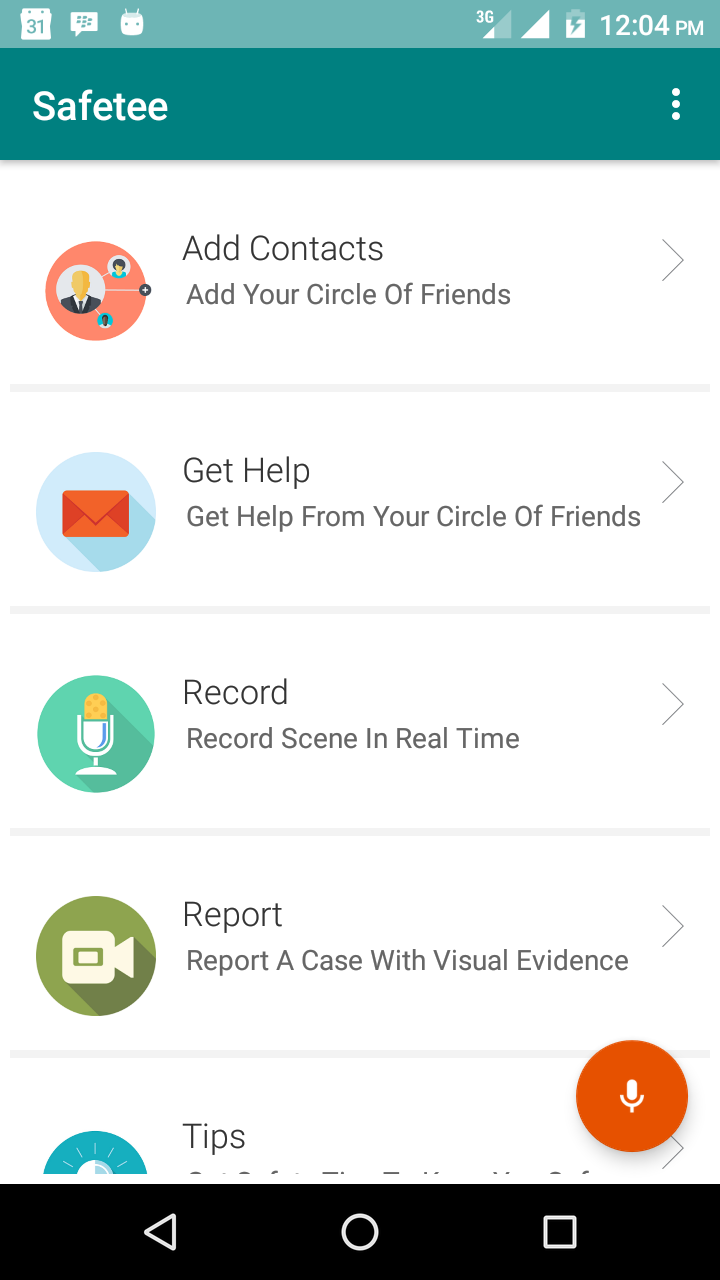 31 3G 12:04 PM
Safetee
Add Contacts
Add Your Circle Of Friends
Get Help
Get Help From Your Circle Of Friends
Record
Record Scene In Real Time
Report
Report A Case With Visual Evidence
Tips